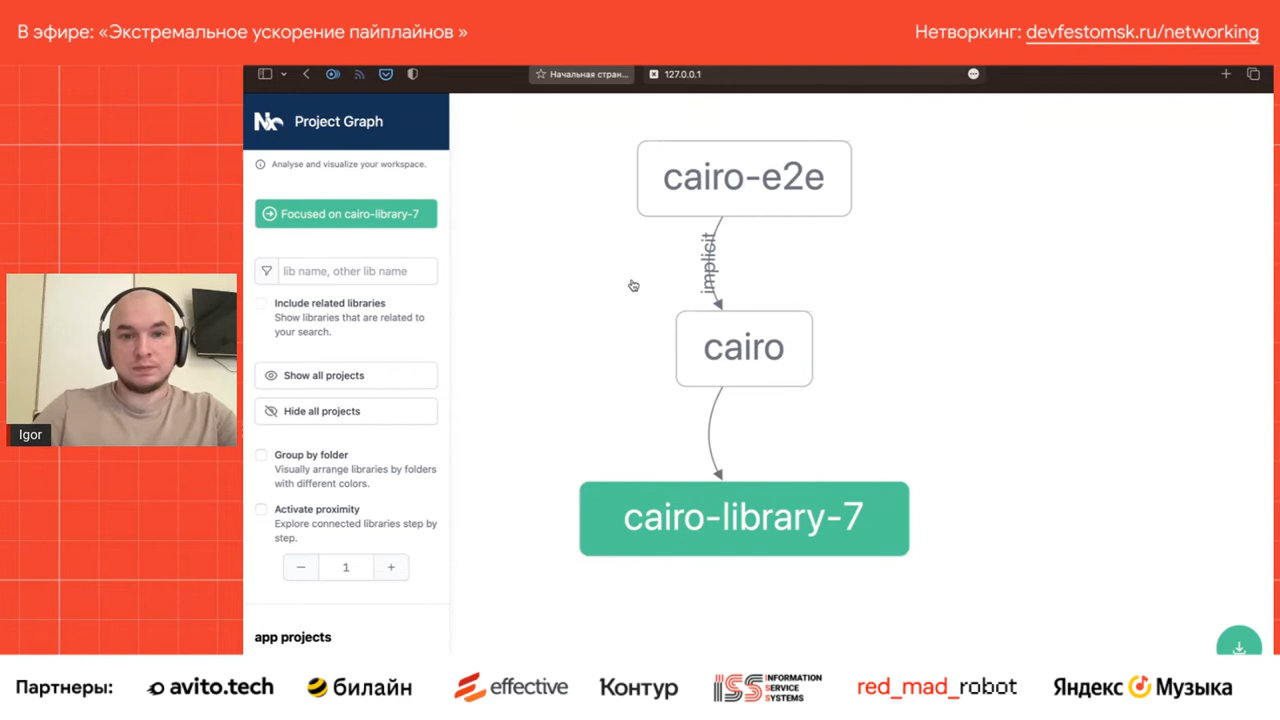 В эфире: «Экстремальное ускорение пайплайнов »
Нетворкинг: devfestomsk.ru/networking
Начальная стран...
127.0.0.1
Nx Project Graph
Analyse and visualize your workspace.
Focused on cairo-library-7
lib name, other lib name
Include related libraries
Show libraries that are related to
your search.
Show all projects
Hide all projects
Group by folder
Visually arrange libraries by folders
with different colors.
Activate proximity
Explore connected libraries step by
step.
− 1 +
app projects
cairo-e2e
implicit
cairo
cairo-library-7
Igor
Партнеры: avito.tech билайн effective Контур ISS INFORMATION SERVICE SYSTEMS red_mad_robot Яндекс Музыка